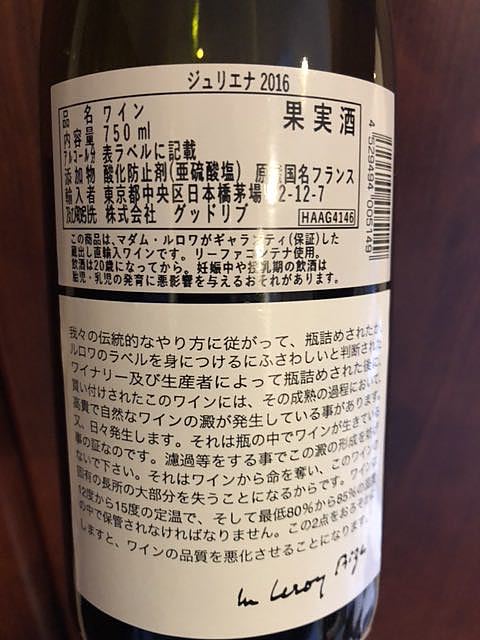 ジュリエナ 2016
品名 ワイン 果実酒
内容量 750 ml
アルコール分 表ラベルに記載
添加物 酸化防止剤(亜硫酸塩) 国名フランス
輸入者 東京都中央区日本橋茅場 2-12-7
株式会社 グッドリブ HAAG4146
4 529494 005149
この商品は、マダム・ルロワがギャランティ(保証)した
蔵出し直輸入ワインです。リーファコンテナ使用。
飲酒は20歳になってから。妊娠中や授乳期の飲酒は
胎児・乳児の発育に悪影響を与えるおそれがあります。
我々の伝統的なやり方に従がって、瓶詰めされたか
ルロワのラベルを身につけるにふさわしいと判断された
ワイナリー及び生産者によって瓶詰めされた後に
買い付けされたこのワインには、その成熟の過程において、
高貴で自然なワインの澱が発生している事があります。
又、日々発生します。それは瓶の中でワインが生きている
事の証なのです。濾過等をする事でこの澱の形成を
ないで下さい。それはワインから命を奪い、このワイン
固有の長所の大部分を失うことになるからです。ワインは
12度から15度の定温で、そして最低80%から85%の
の中で保管されなければなりません。この2点をおろそかに
しますと、ワインの品質を悪化させることになります。
Leroy